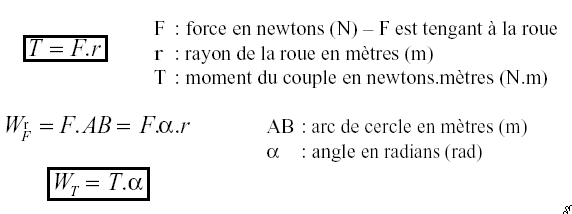 T = F.r
F : force en newtons (N) – F est tengant à la roue
r : rayon de la roue en mètres (m)
T : moment du couple en newtons.mètres (N.m)
W_F^r = F.AB = F.α.r
AB : arc de cercle en mètres (m)
α : angle en radians (rad)
W_T = T.α